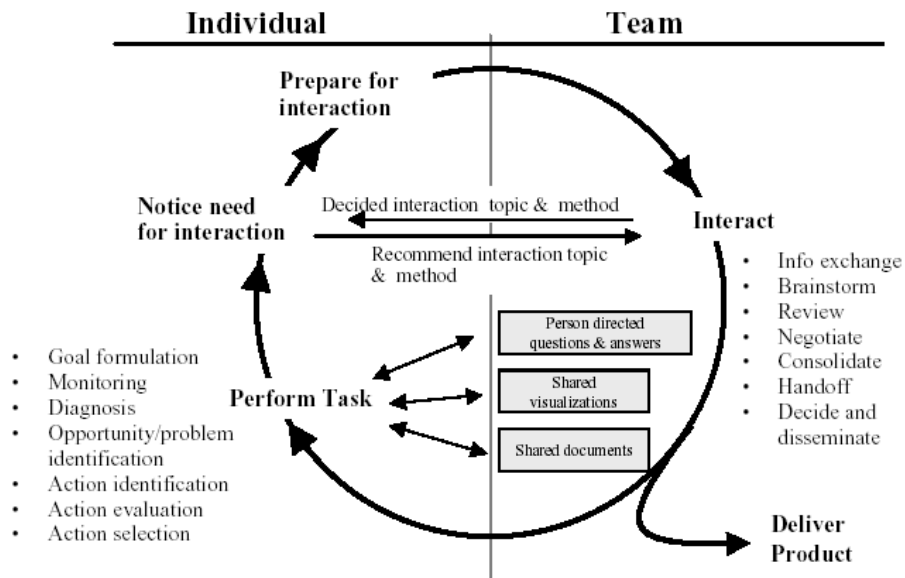 Individual
Team
Prepare for
interaction
Notice need
for interaction
Decided interaction topic & method
Recommend interaction topic
& method
Interact
• Info exchange
• Brainstorm
• Review
• Negotiate
• Consolidate
• Handoff
• Decide and
disseminate
Person directed
questions & answers
Shared
visualizations
Shared documents
Perform Task
• Goal formulation
• Monitoring
• Diagnosis
• Opportunity/problem
identification
• Action identification
• Action evaluation
• Action selection
Deliver
Product